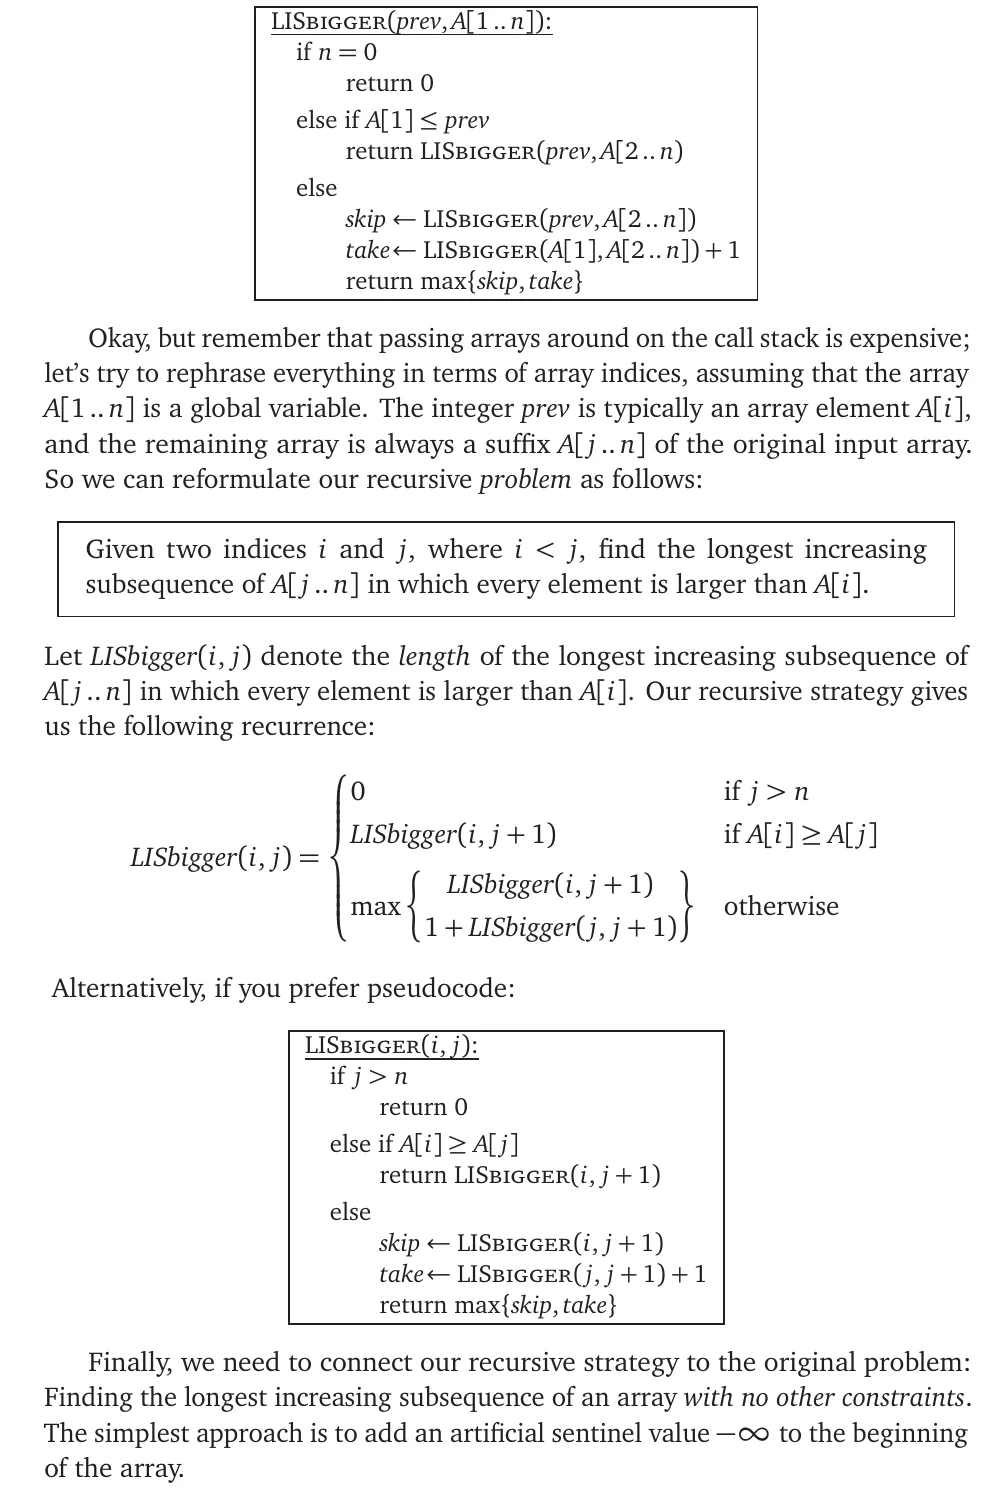 LISBIGGER(prev, A[1 .. n]):
if n = 0
return 0
else if A[1] ≤ prev
return LISBIGGER(prev, A[2 .. n)
else
skip ← LISBIGGER(prev, A[2 .. n])
take ← LISBIGGER(A[1], A[2 .. n]) + 1
return max{skip, take}
Okay, but remember that passing arrays around on the call stack is expensive;
let's try to rephrase everything in terms of array indices, assuming that the array
A[1 .. n] is a global variable. The integer prev is typically an array element A[i],
and the remaining array is always a suffix A[j .. n] of the original input array.
So we can reformulate our recursive problem as follows:
Given two indices i and j, where i < j, find the longest increasing
subsequence of A[j .. n] in which every element is larger than A[i].
Let LISbigger(i, j) denote the length of the longest increasing subsequence of
A[j .. n] in which every element is larger than A[i]. Our recursive strategy gives
us the following recurrence:
LISbigger(i, j) = { 0 if j > n
LISbigger(i, j + 1) if A[i] ≥ A[j]
max { LISbigger(i, j + 1)
1 + LISbigger(j, j + 1) } otherwise
Alternatively, if you prefer pseudocode:
LISBIGGER(i, j):
if j > n
return 0
else if A[i] ≥ A[j]
return LISBIGGER(i, j + 1)
else
skip ← LISBIGGER(i, j + 1)
take ← LISBIGGER(j, j + 1) + 1
return max{skip, take}
Finally, we need to connect our recursive strategy to the original problem:
Finding the longest increasing subsequence of an array with no other constraints.
The simplest approach is to add an artificial sentinel value −∞ to the beginning
of the array.